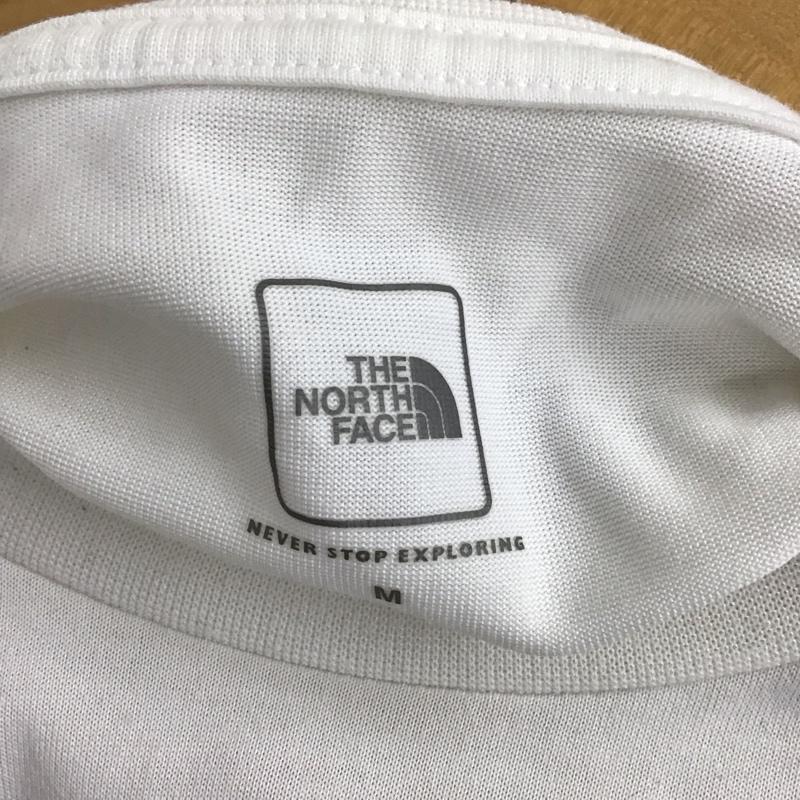 THE
NORTH
FACE
NEVER STOP EXPLORING
M